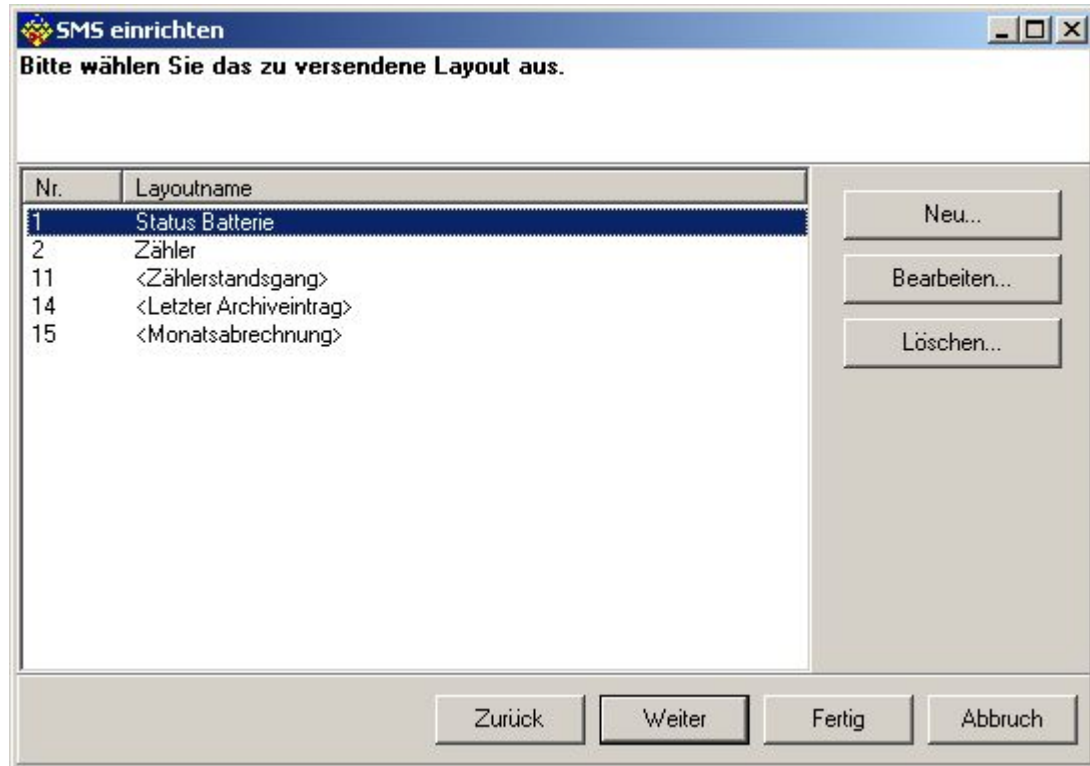 SMS einrichten
Bitte wählen Sie das zu versendene Layout aus.
Nr. Layoutname
1 Status Batterie
2 Zähler
11 <Zählerstandsgang>
14 <Letzter Archiveintrag>
15 <Monatsabrechnung>
Neu...
Bearbeiten...
Löschen...
Zurück Weiter Fertig Abbruch